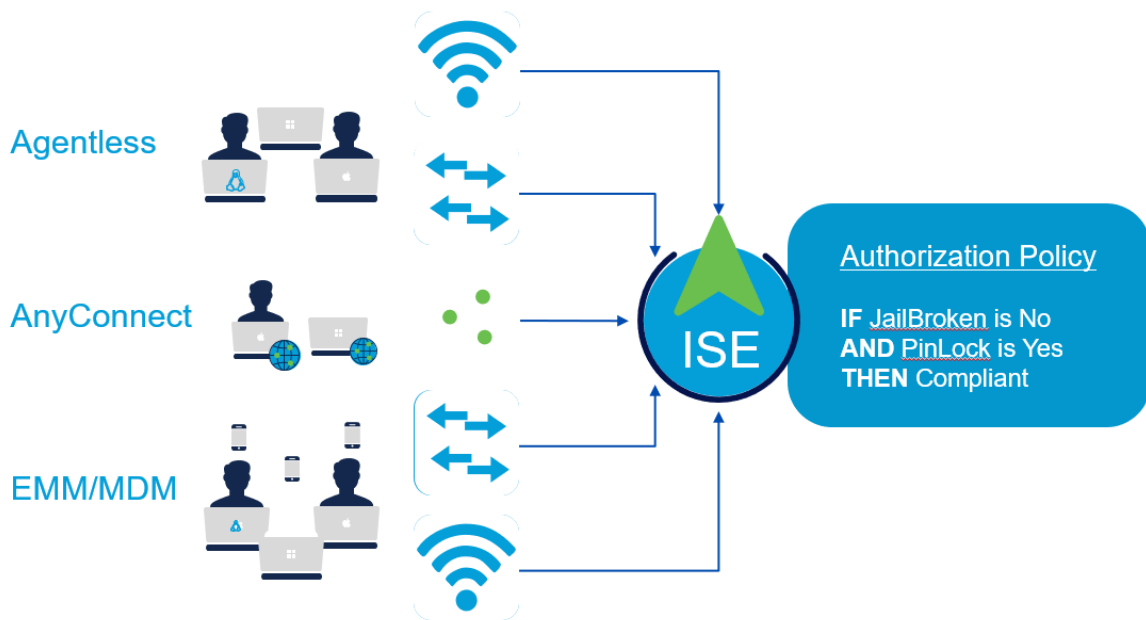 Agentless
AnyConnect
EMM/MDM
ISE
Authorization Policy
IF JailBroken is No
AND PinLock is Yes
THEN Compliant